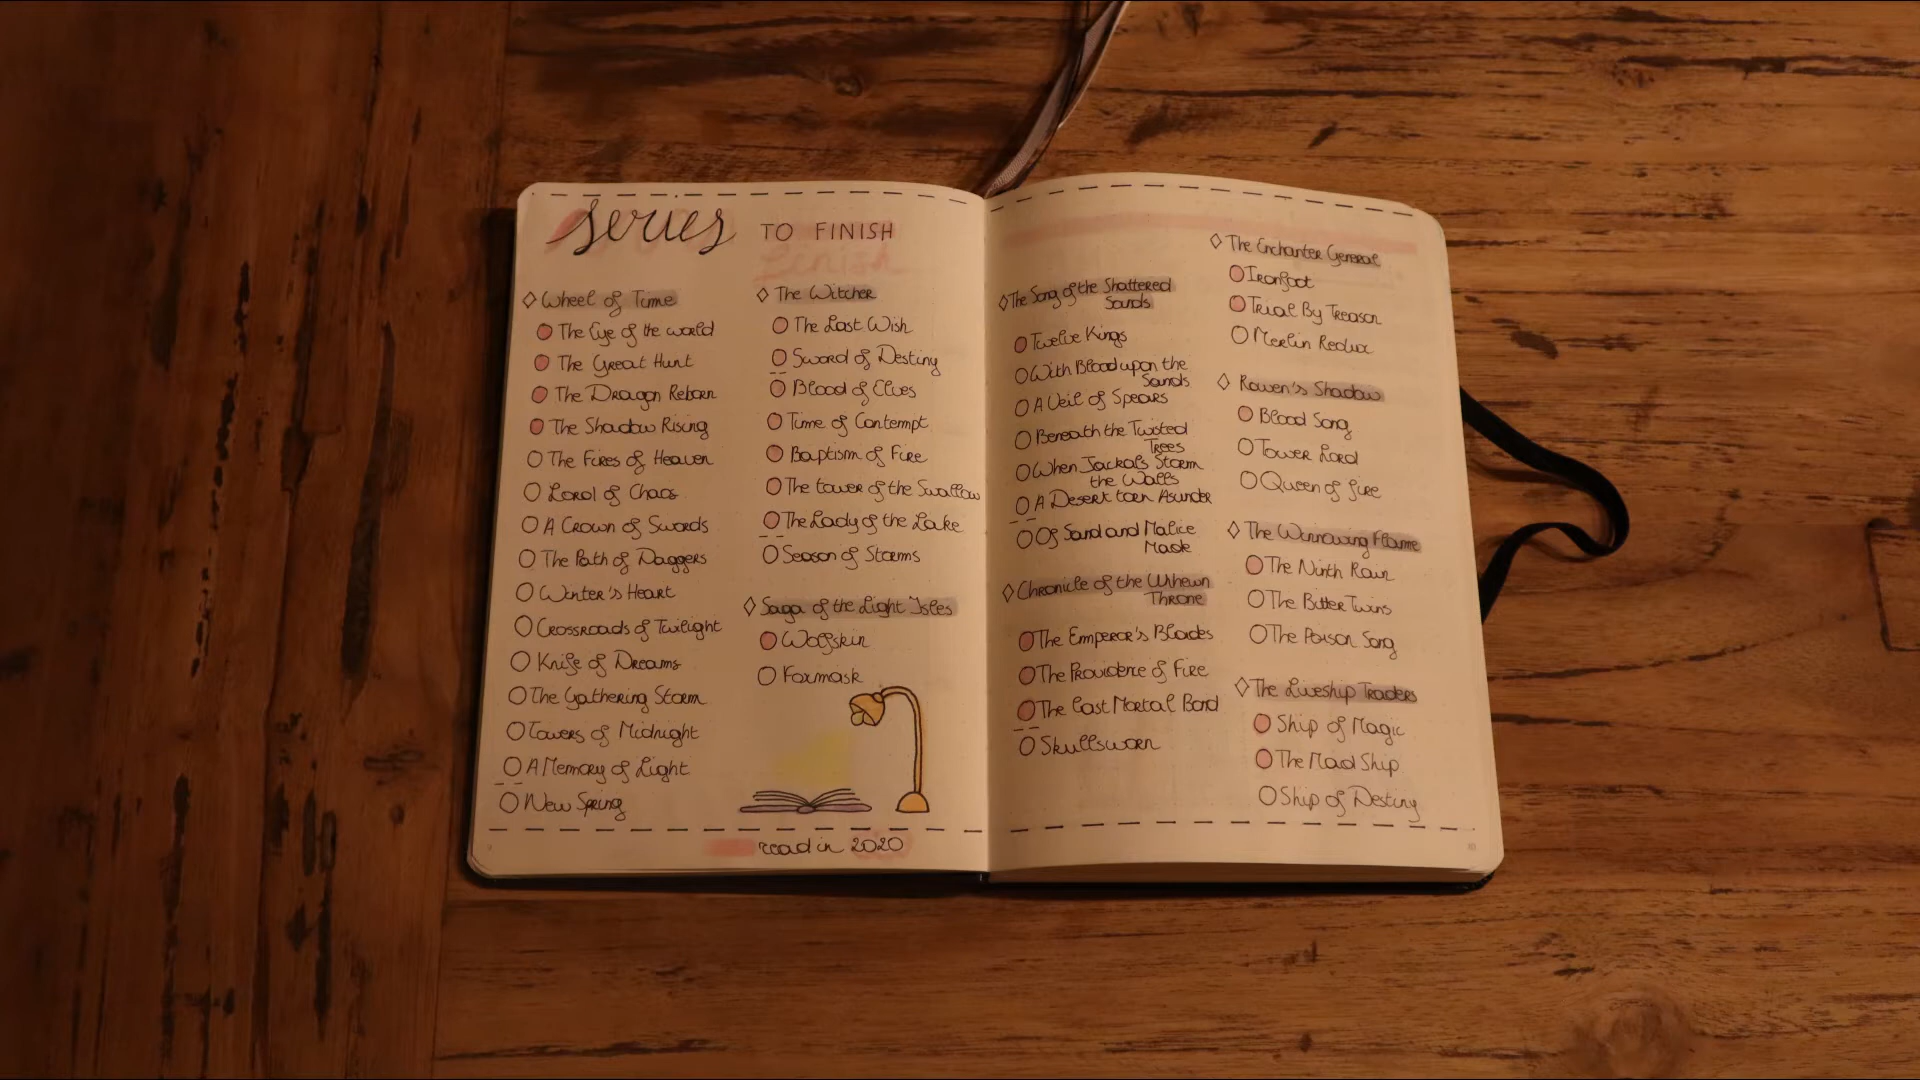 series TO FINISH
Wheel of Time
The Eye of the world
The Great Hunt
The Dragon Reborn
The Shadow Rising
The Fires of Heaven
Lord of Chaos
A Crown of Swords
The Path of Daggers
Winter's Heart
Crossroads of Twilight
Knife of Dreams
The Gathering Storm
Towers of Midnight
A Memory of Light
New Spring
The Witcher
The Last Wish
Sword of Destiny
Blood of Elves
Time of Contempt
Baptism of Fire
The tower of the Swallow
The Lady of the Lake
Season of Storms
Saga of the Light Isles
Wolfskin
Foxmask
read in 2020
The Song of the Shattered
Sands
Twelve Kings
With Blood upon the
Sands
A Veil of Spears
Beneath the Twisted
Trees
When Jackals Storm
the Walls
A Desert torn Asunder
Of Sand and Malice
Made
Chronicle of the Unhewn
Throne
The Emperor's Blades
The Providence of Fire
The Last Mortal Bond
Skullsworn
The Enchanter General
Ironfoot
Trial By Treason
Merlin Redux
Raven's Shadow
Blood Song
Tower Lord
Queen of fire
The Winnowing Flame
The Ninth Rain
The Bitter Twins
The Poison Song
The Liveship Traders
Ship of Magic
The Mad Ship
Ship of Destiny